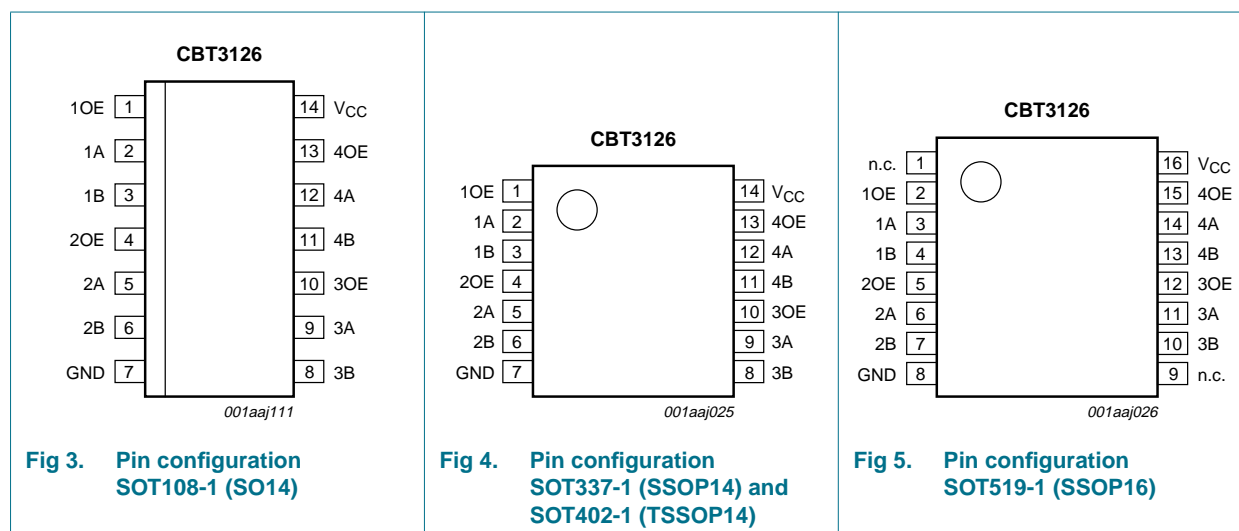 CBT3126
1OE 1 14 VCC
1A 2 13 4OE
1B 3 12 4A
2OE 4 11 4B
2A 5 10 3OE
2B 6 9 3A
GND 7 8 3B
001aaj111
Fig 3. Pin configuration
SOT108-1 (SO14)
CBT3126
1OE 1 14 VCC
1A 2 13 4OE
1B 3 12 4A
2OE 4 11 4B
2A 5 10 3OE
2B 6 9 3A
GND 7 8 3B
001aaj025
Fig 4. Pin configuration
SOT337-1 (SSOP14) and
SOT402-1 (TSSOP14)
CBT3126
n.c. 1 16 VCC
1OE 2 15 4OE
1A 3 14 4A
1B 4 13 4B
2OE 5 12 3OE
2A 6 11 3A
2B 7 10 3B
GND 8 9 n.c.
001aaj026
Fig 5. Pin configuration
SOT519-1 (SSOP16)